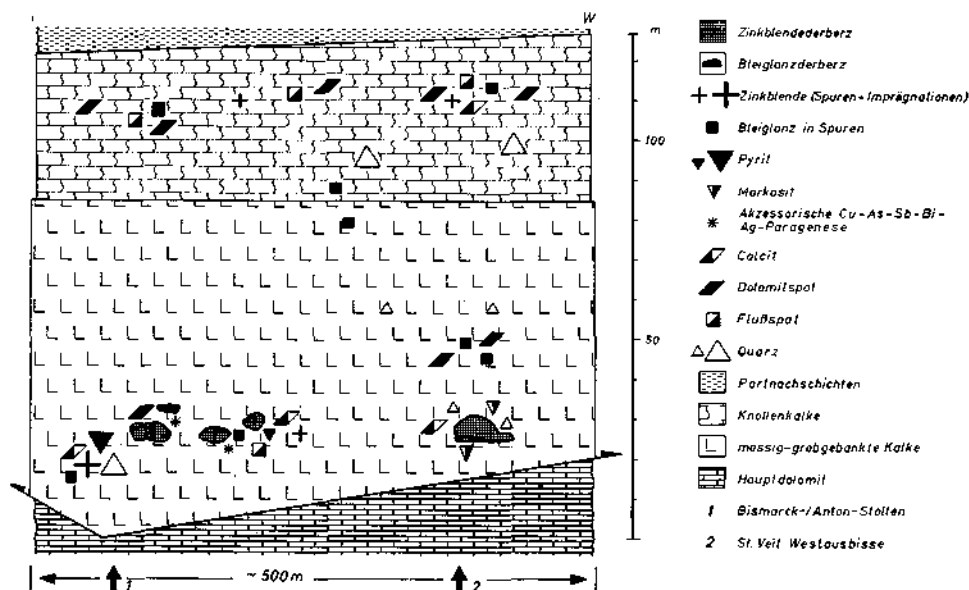 W
m
100
50
Zinkblendederberz
Bleiglanzderberz
Zinkblende (Spuren+Imprägnationen)
Bleiglanz in Spuren
Pyrit
Markasit
Akzessorische Cu-As-Sb-Bi-
Ag-Paragenese
Calcit
Dolomitspat
Flußspat
Quarz
Partnachschichten
Knollenkalke
massig-grobgebankte Kalke
Hauptdolomit
1 Bismarck-/Anton-Stollen
2 St. Veit Westausbisse
~ 500 m
1
2